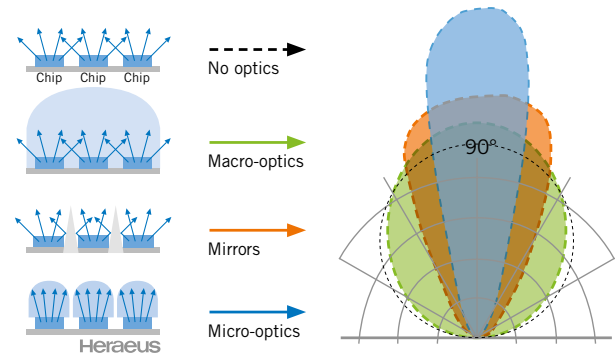 Chip Chip Chip
No optics
Macro-optics
90°
Mirrors
Micro-optics
Heraeus